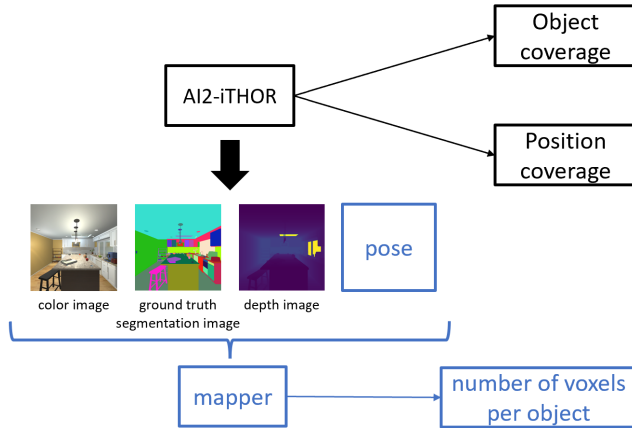 Object
coverage
AI2-iTHOR
Position
coverage
pose
color image
ground truth
segmentation image
depth image
mapper
number of voxels
per object